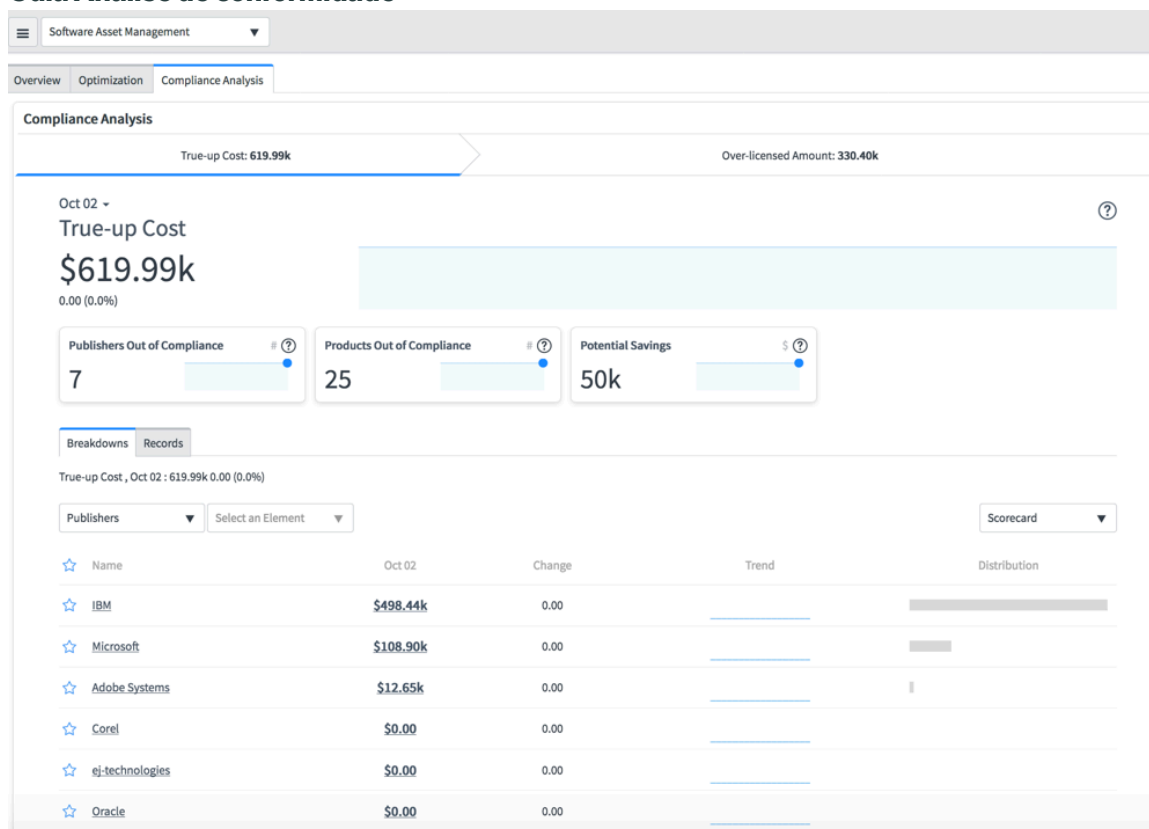 Software Asset Management
Overview Optimization Compliance Analysis
Compliance Analysis
True-up Cost: 619.99k Over-licensed Amount: 330.40k
Oct 02
True-up Cost
$619.99k
0.00 (0.0%)
Publishers Out of Compliance # Products Out of Compliance # Potential Savings $
7 25 50k
Breakdowns Records
True-up Cost , Oct 02 : 619.99k 0.00 (0.0%)
Publishers Select an Element Scorecard
Name Oct 02 Change Trend Distribution
IBM $498.44k 0.00
Microsoft $108.90k 0.00
Adobe Systems $12.65k 0.00
Corel $0.00 0.00
ej-technologies $0.00 0.00
Oracle $0.00 0.00